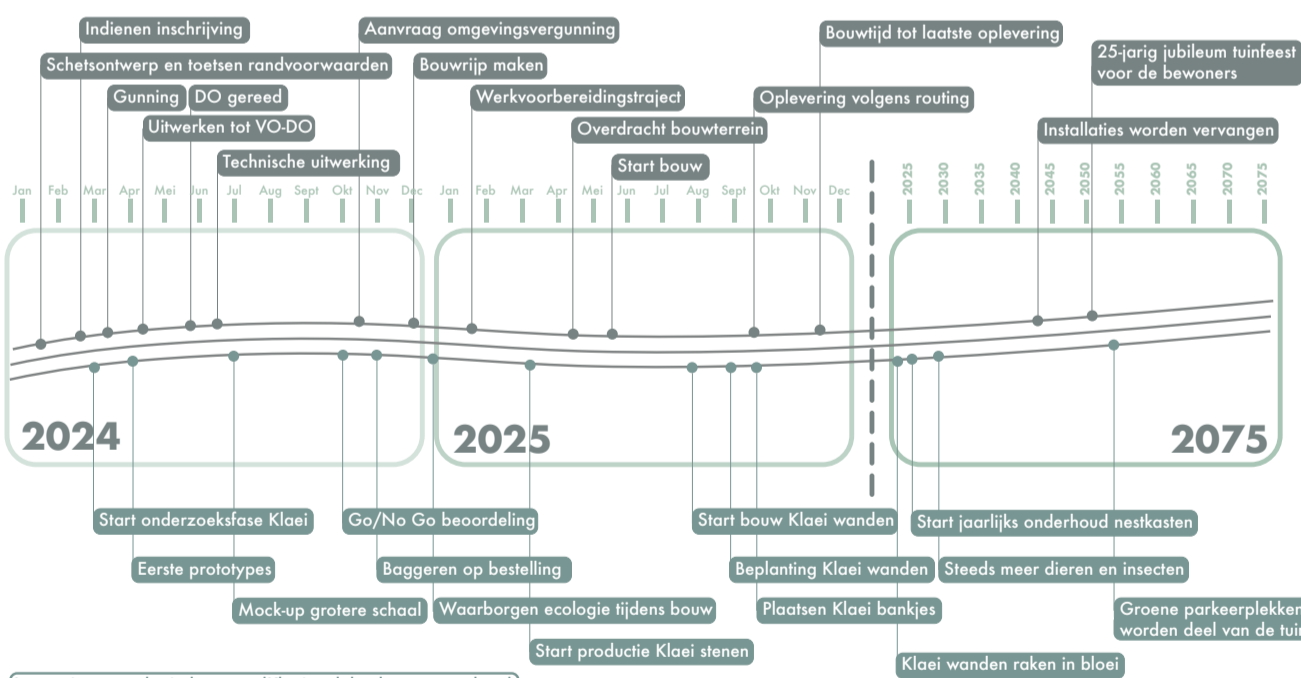 Indienen inschrijving
Aanvraag omgevingsvergunning
Bouwtijd tot laatste oplevering
Schetsontwerp en toetsen randvoorwaarden
Bouwrijp maken
25-jarig jubileum tuinfeest
voor de bewoners
Gunning
DO gereed
Werkvoorbereidingstraject
Oplevering volgens routing
Uitwerken tot VO-DO
Overdracht bouwterrein
Installaties worden vervangen
Technische uitwerking
Start bouw
Jan Feb Mar Apr Mei Jun Jul Aug Sept Okt Nov Dec
Jan Feb Mar Apr Mei Jun Jul Aug Sept Okt Nov Dec
2025 2030 2035 2040 2045 2050 2055 2060 2065 2070 2075
2024
2025
2075
Start onderzoeksfase Klaei
Go/No Go beoordeling
Start bouw Klaei wanden
Start jaarlijks onderhoud nestkasten
Eerste prototypes
Baggeren op bestelling
Beplanting Klaei wanden
Steeds meer dieren en insecten
Mock-up grotere schaal
Waarborgen ecologie tijdens bouw
Plaatsen Klaei bankjes
Groene parkeerplekken
worden deel van de tuin
Start productie Klaei stenen
Klaei wanden raken in bloei